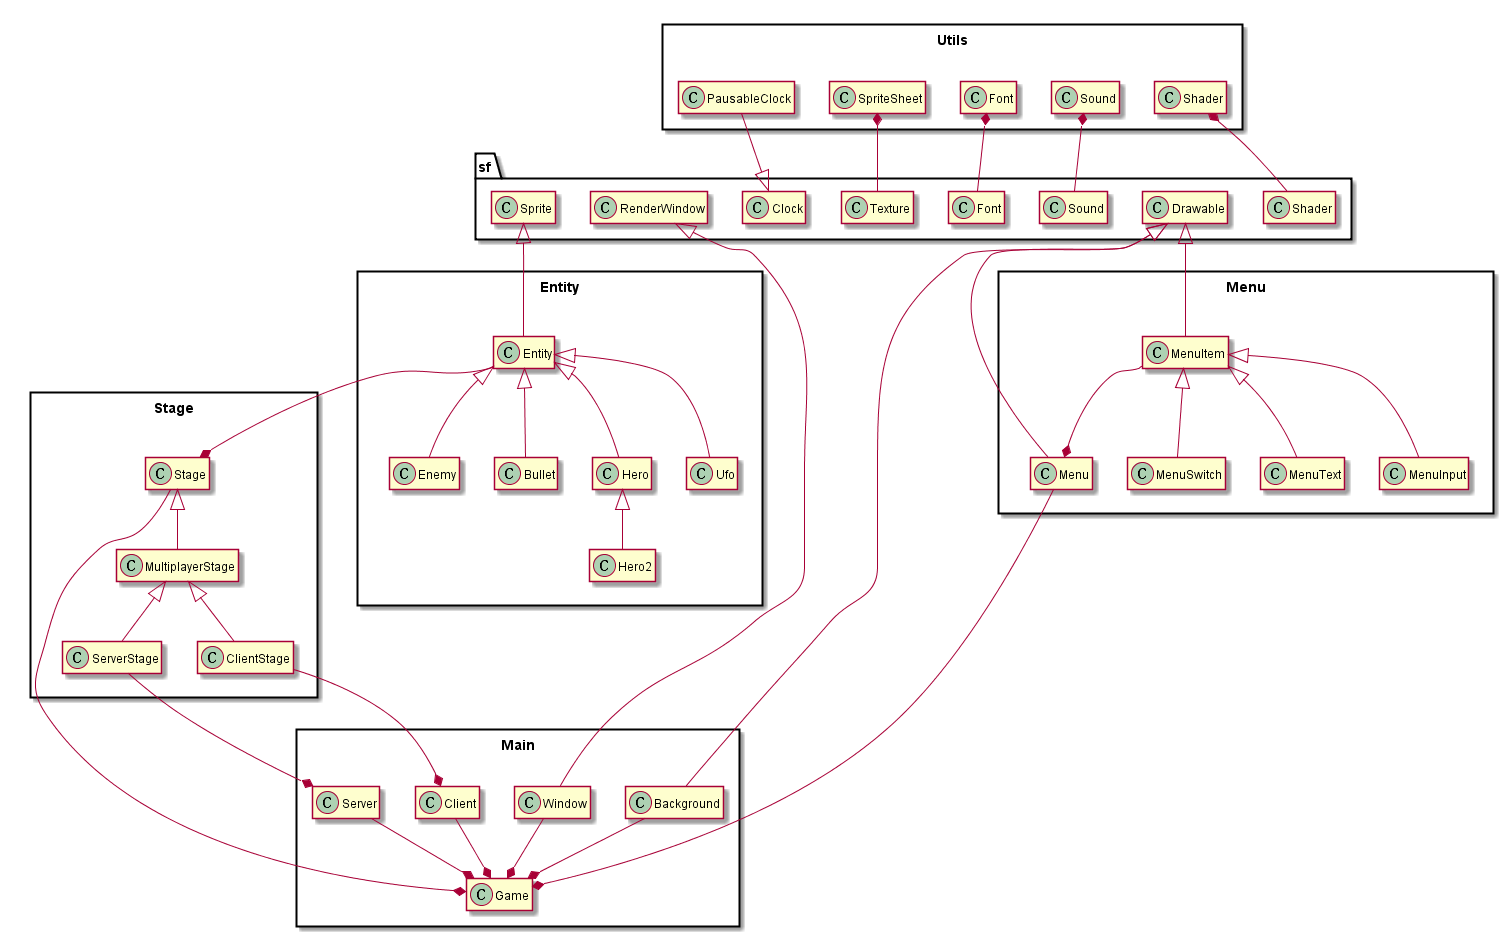 Utils
C PausableClock
C SpriteSheet
C Font
C Sound
C Shader
sf
C Sprite
C RenderWindow
C Clock
C Texture
C Font
C Sound
C Drawable
C Shader
Entity
C Entity
C Enemy
C Bullet
C Hero
C Ufo
C Hero2
Menu
C MenuItem
C Menu
C MenuSwitch
C MenuText
C MenuInput
Stage
C Stage
C MultiplayerStage
C ServerStage
C ClientStage
Main
C Server
C Client
C Window
C Background
C Game